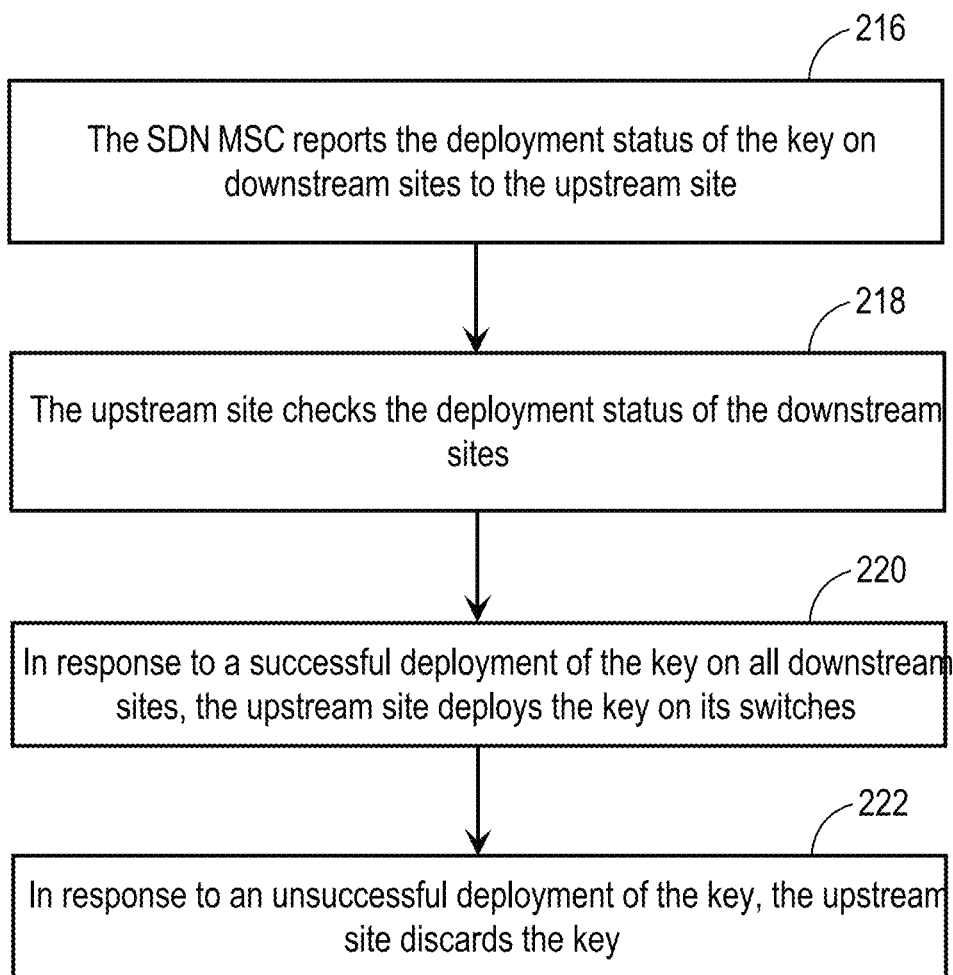 216
The SDN MSC reports the deployment status of the key on
downstream sites to the upstream site
218
The upstream site checks the deployment status of the downstream
sites
220
In response to a successful deployment of the key on all downstream
sites, the upstream site deploys the key on its switches
222
In response to an unsuccessful deployment of the key, the upstream
site discards the key